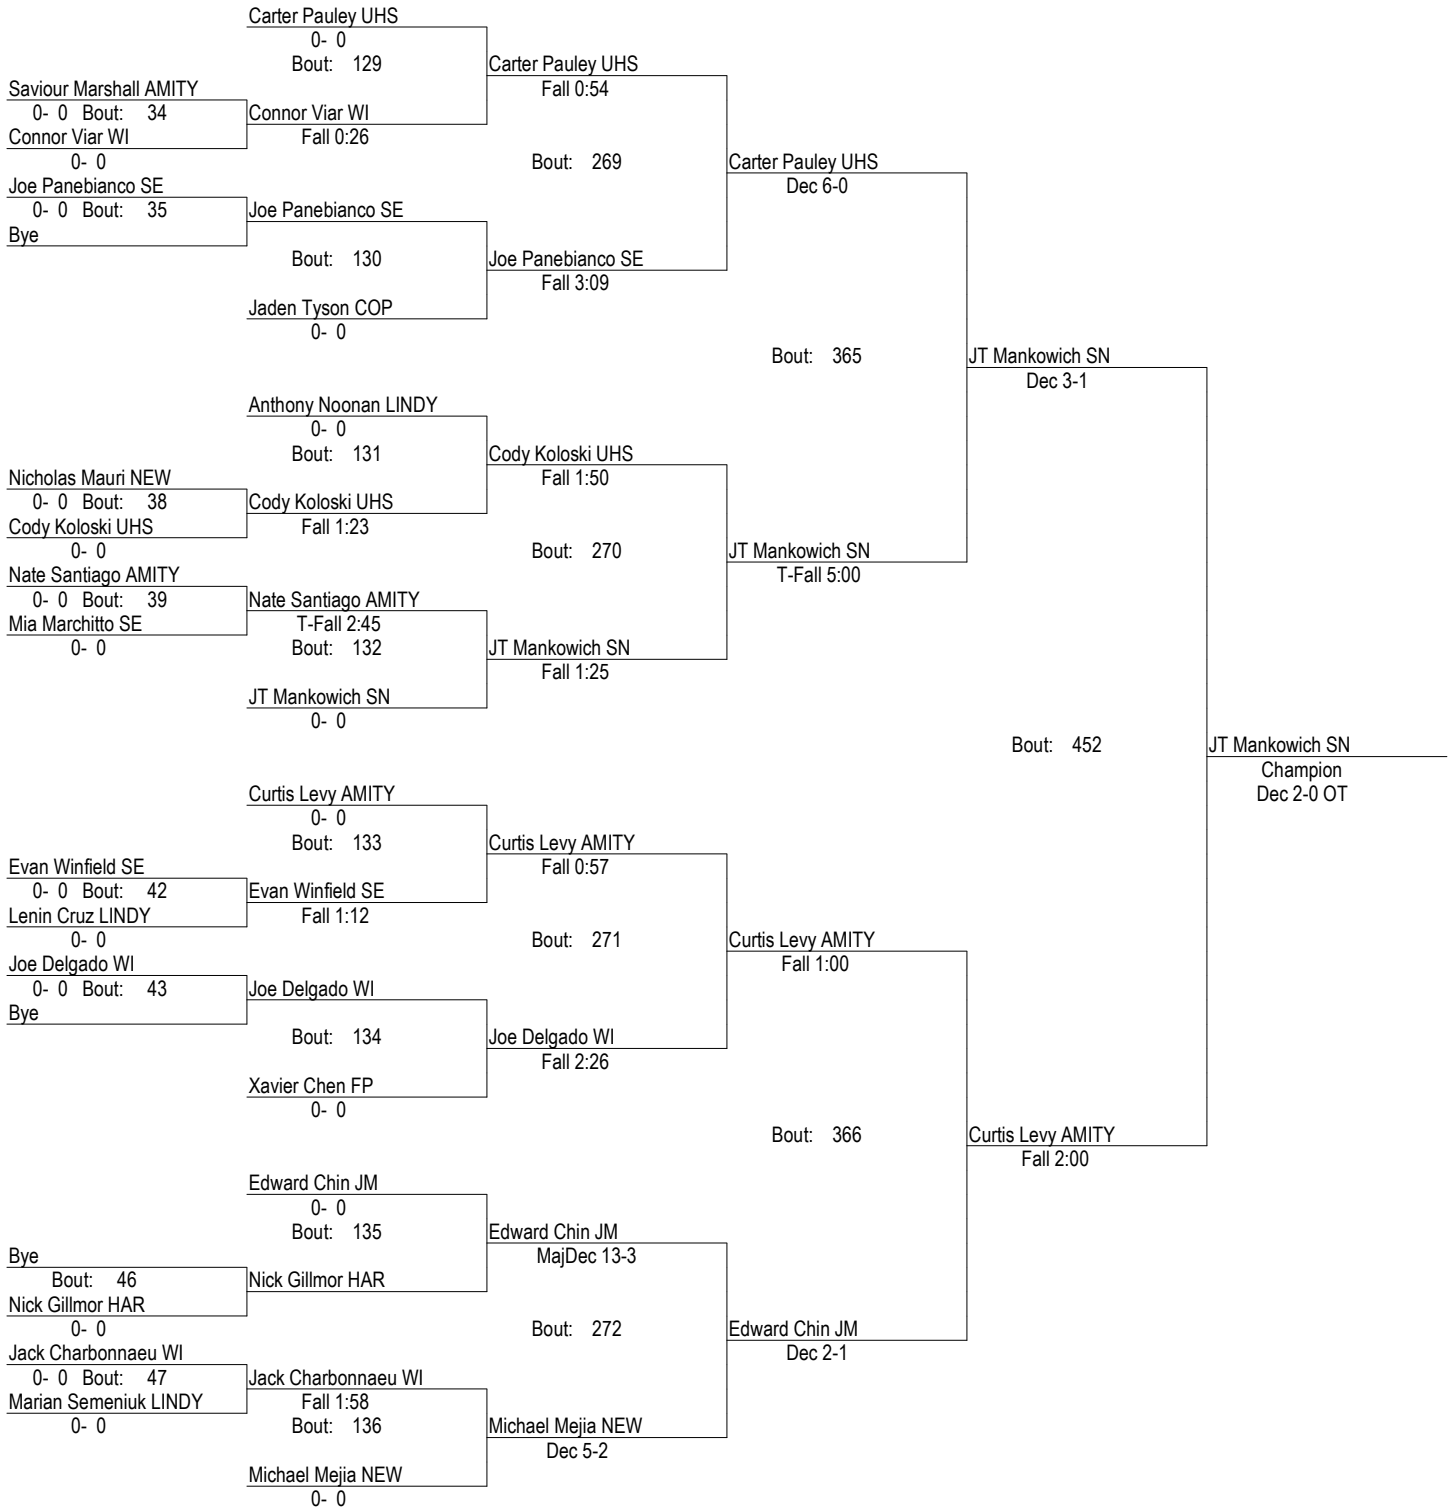 Carter Pauley UHS
0- 0
Bout: 129
Carter Pauley UHS
Saviour Marshall AMITY
Fall 0:54
0- 0 Bout: 34
Connor Viar WI
Connor Viar WI
Fall 0:26
0- 0
Bout: 269
Carter Pauley UHS
Joe Panebianco SE
Dec 6-0
0- 0 Bout: 35
Joe Panebianco SE
Bye
Bout: 130
Joe Panebianco SE
Fall 3:09
Jaden Tyson COP
0- 0
Bout: 365
JT Mankowich SN
Dec 3-1
Anthony Noonan LINDY
0- 0
Bout: 131
Cody Koloski UHS
Nicholas Mauri NEW
Fall 1:50
0- 0 Bout: 38
Cody Koloski UHS
Cody Koloski UHS
Fall 1:23
0- 0
Bout: 270
JT Mankowich SN
Nate Santiago AMITY
T-Fall 5:00
0- 0 Bout: 39
Nate Santiago AMITY
Mia Marchitto SE
T-Fall 2:45
0- 0
Bout: 132
JT Mankowich SN
Fall 1:25
JT Mankowich SN
0- 0
Bout: 452
JT Mankowich SN
Champion
Dec 2-0 OT
Curtis Levy AMITY
0- 0
Bout: 133
Curtis Levy AMITY
Evan Winfield SE
Fall 0:57
0- 0 Bout: 42
Evan Winfield SE
Lenin Cruz LINDY
Fall 1:12
0- 0
Bout: 271
Curtis Levy AMITY
Joe Delgado WI
Fall 1:00
0- 0 Bout: 43
Joe Delgado WI
Bye
Bout: 134
Joe Delgado WI
Fall 2:26
Xavier Chen FP
0- 0
Bout: 366
Curtis Levy AMITY
Fall 2:00
Edward Chin JM
0- 0
Bout: 135
Edward Chin JM
Bye
MajDec 13-3
Bout: 46
Nick Gillmor HAR
Nick Gillmor HAR
0- 0
Bout: 272
Edward Chin JM
Jack Charbonnaeu WI
Dec 2-1
0- 0 Bout: 47
Jack Charbonnaeu WI
Marian Semeniuk LINDY
Fall 1:58
0- 0
Bout: 136
Michael Mejia NEW
Dec 5-2
Michael Mejia NEW
0- 0